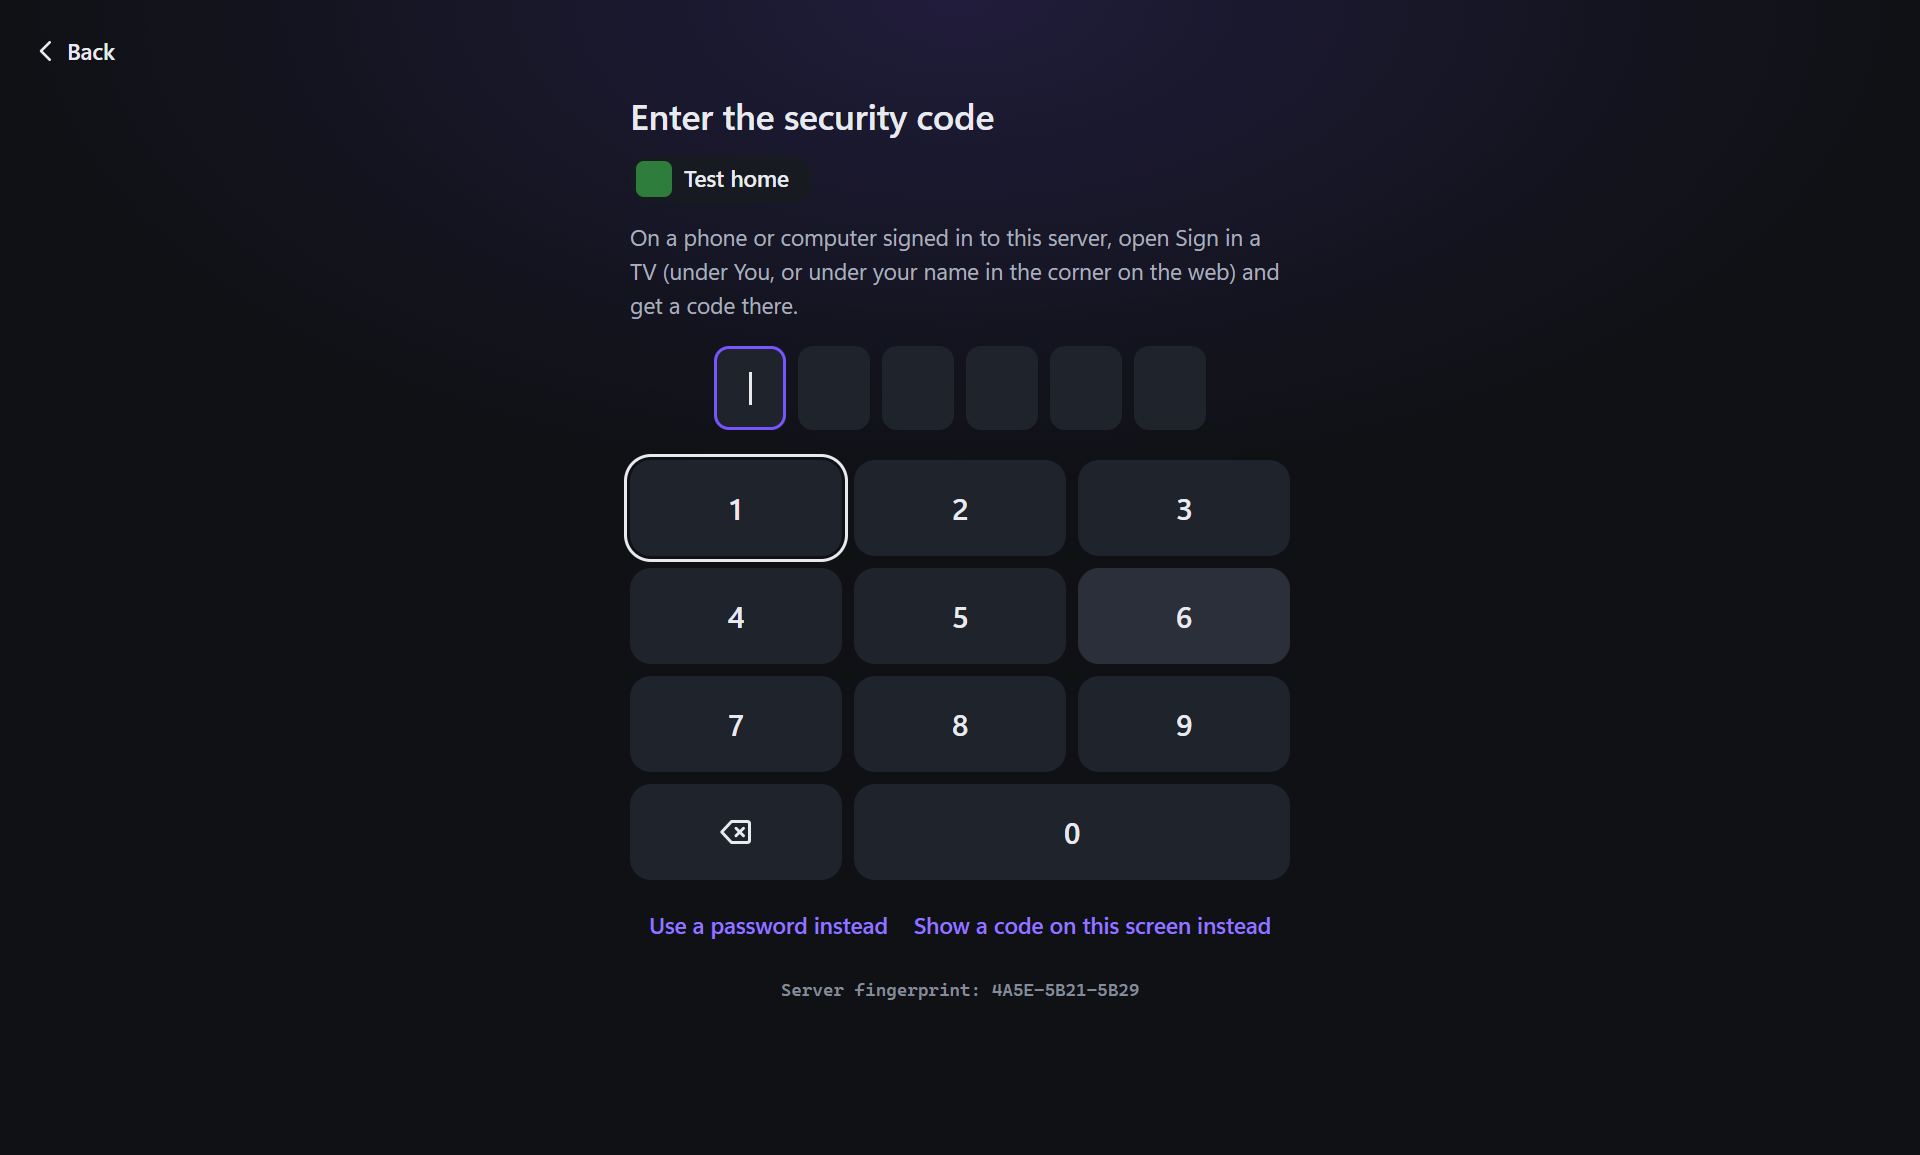 Back
Enter the security code
Test home
On a phone or computer signed in to this server, open Sign in a
TV (under You, or under your name in the corner on the web) and
get a code there.
1 2 3
4 5 6
7 8 9
0
Use a password instead Show a code on this screen instead
Server fingerprint: 4A5E-5B21-5B29